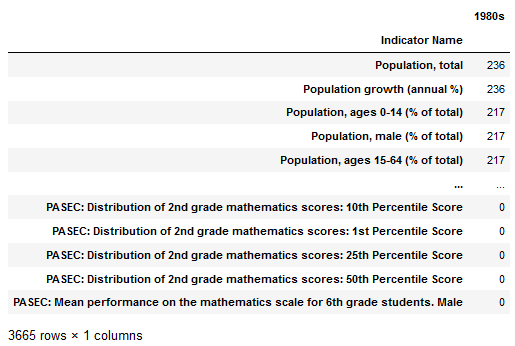 1980s
Indicator Name
Population, total 236
Population growth (annual %) 236
Population, ages 0-14 (% of total) 217
Population, male (% of total) 217
Population, ages 15-64 (% of total) 217
... ...
PASEC: Distribution of 2nd grade mathematics scores: 10th Percentile Score 0
PASEC: Distribution of 2nd grade mathematics scores: 1st Percentile Score 0
PASEC: Distribution of 2nd grade mathematics scores: 25th Percentile Score 0
PASEC: Distribution of 2nd grade mathematics scores: 50th Percentile Score 0
PASEC: Mean performance on the mathematics scale for 6th grade students. Male 0
3665 rows × 1 columns